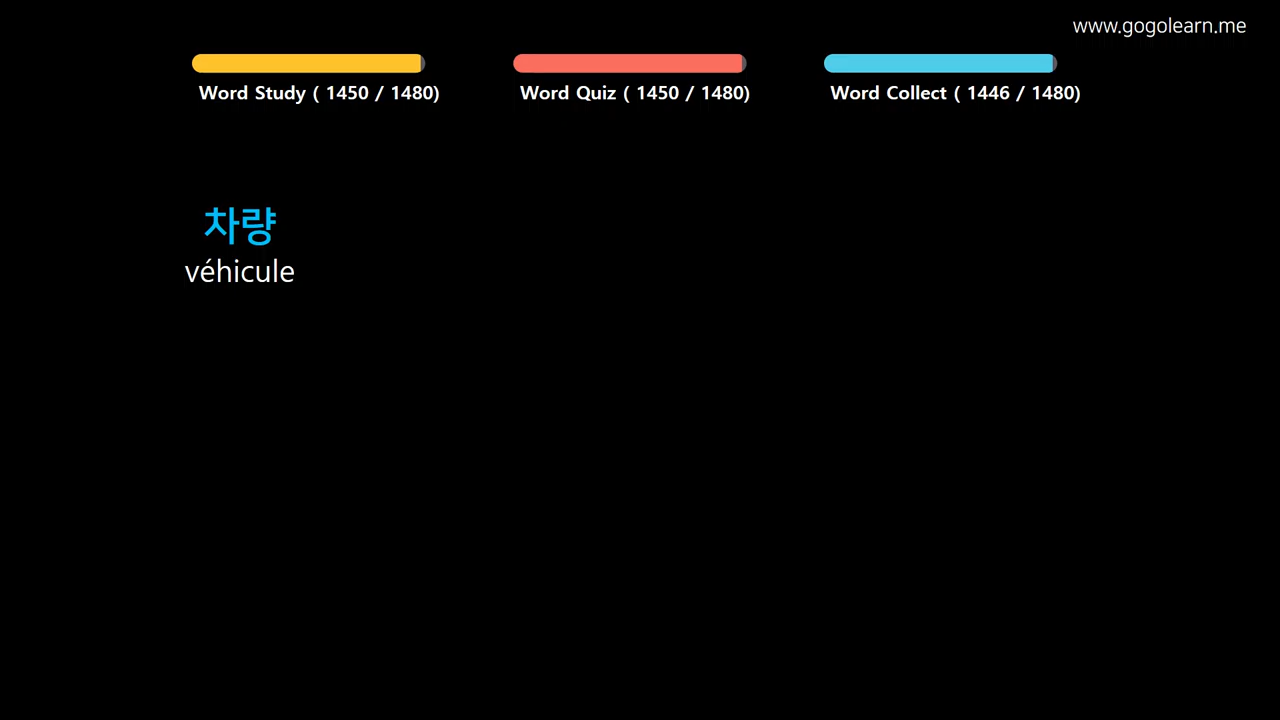 www.gogolearn.me
Word Study ( 1450 / 1480)
Word Quiz ( 1450 / 1480)
Word Collect ( 1446 / 1480)
차량
véhicule